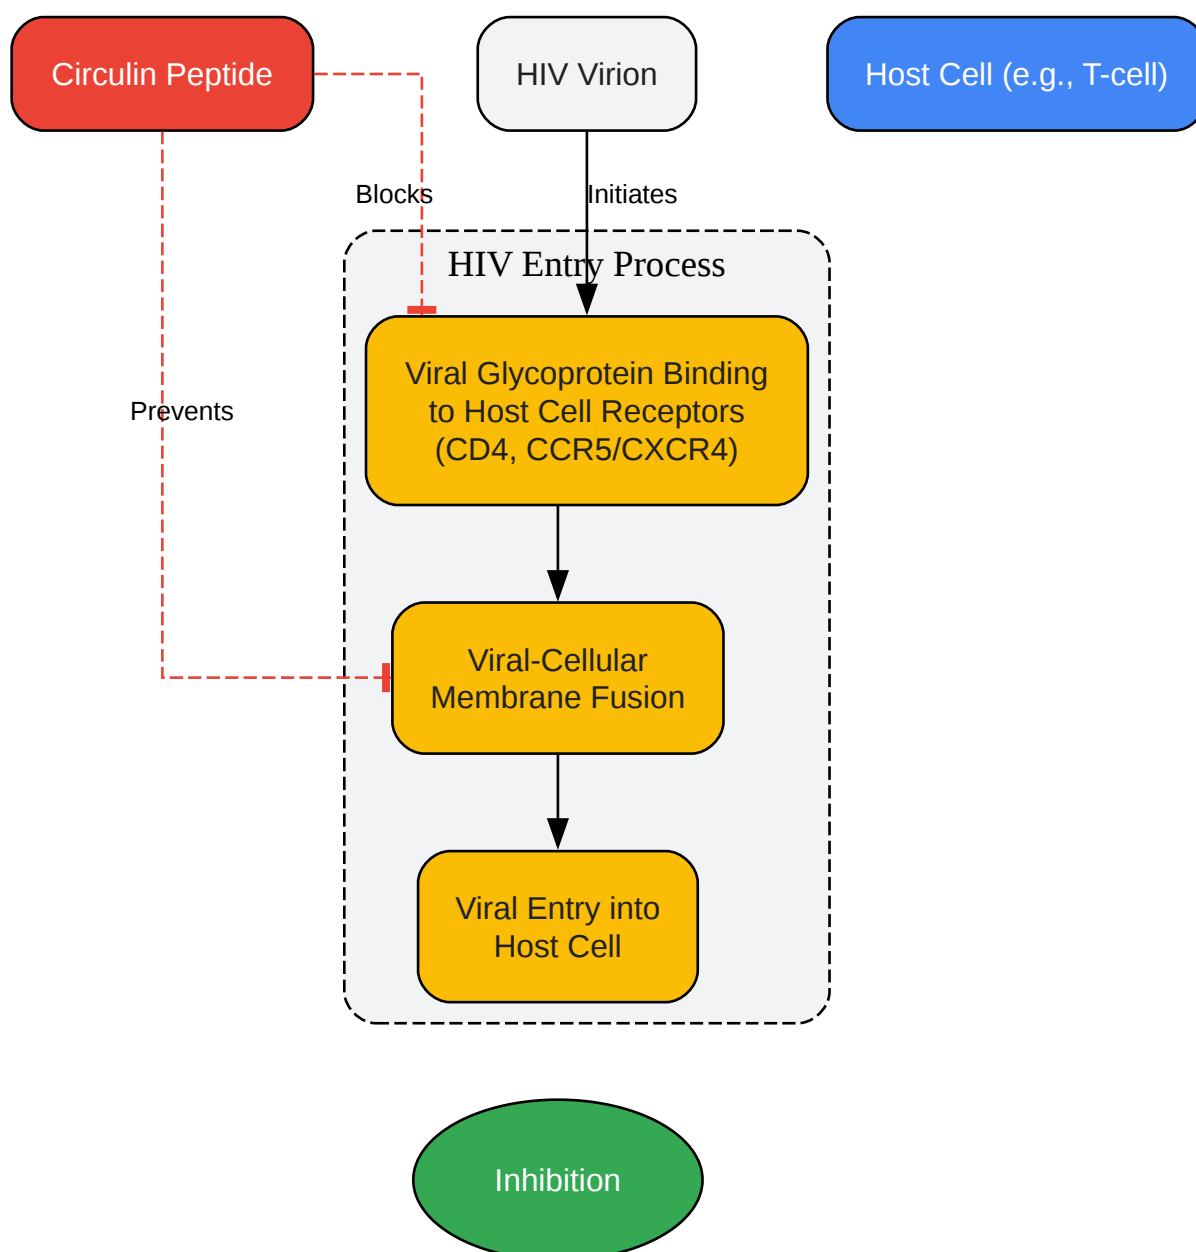 Circulin Peptide
HIV Virion
Host Cell (e.g., T-cell)
Blocks
Initiates
HIV Entry Process
Viral Glycoprotein Binding
to Host Cell Receptors
(CD4, CCR5/CXCR4)
Prevents
Viral-Cellular
Membrane Fusion
Viral Entry into
Host Cell
Inhibition